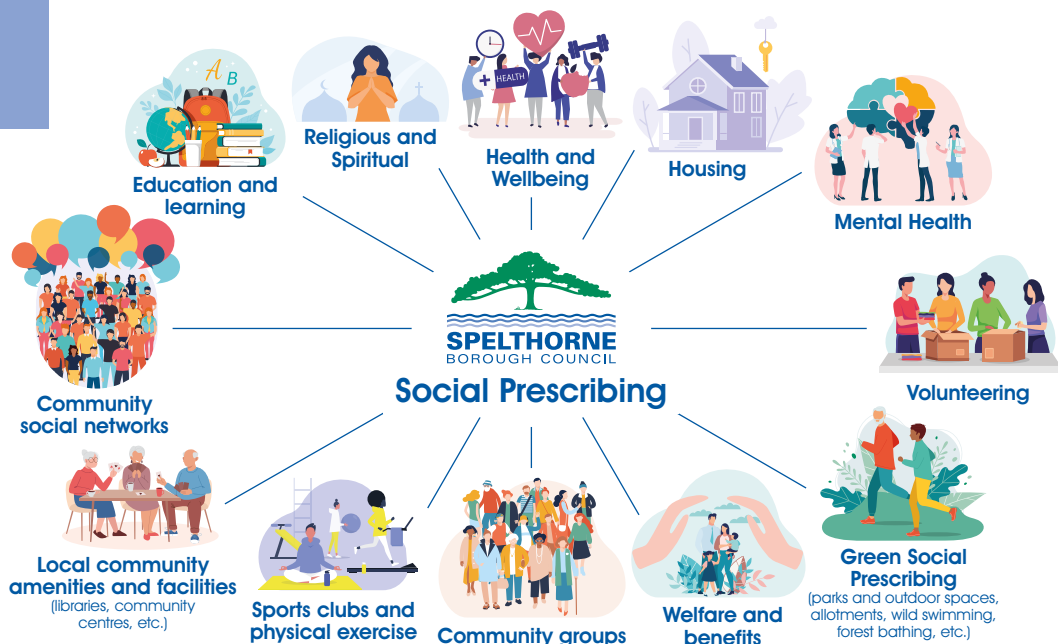 A B
Education and
learning
Religious and
Spiritual
HEALTH
Health and
Wellbeing
Housing
Mental Health
Community
social networks
SPELTHORNE
BOROUGH COUNCIL
Social Prescribing
Volunteering
Local community
amenities and facilities
(libraries, community
centres, etc.)
Sports clubs and
physical exercise
Community groups
Welfare and
benefits
Green Social
Prescribing
(parks and outdoor spaces,
allotments, wild swimming,
forest bathing, etc.)